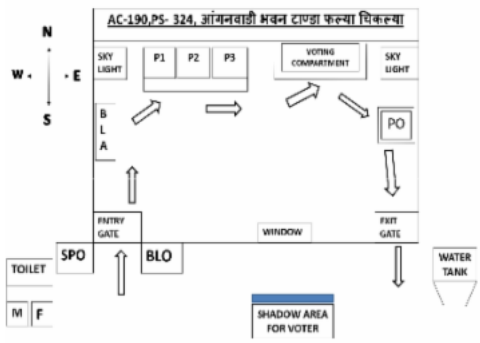 AC-190,PS- 324, आंगनवाडी भवन टाण्डा फल्या चिकल्या
N
W
E
S
SKY
LIGHT
P1
P2
P3
VOTING
COMPARTMENT
SKY
LIGHT
B
L
A
PO
ENTRY
GATE
WINDOW
EXIT
GATE
SPO
BLO
TOILET
M
F
WATER
TANK
SHADOW AREA
FOR VOTER